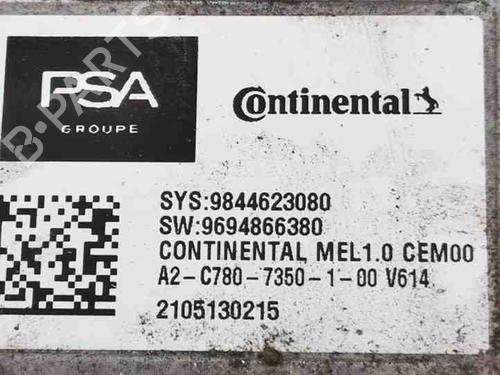 PSA
GROUPE
Continental
SYS:9844623080
SW:9694866380
CONTINENTAL MEL1.0 CEM00
A2-C780-7350-1-00 V614
2105130215
B-PARTS